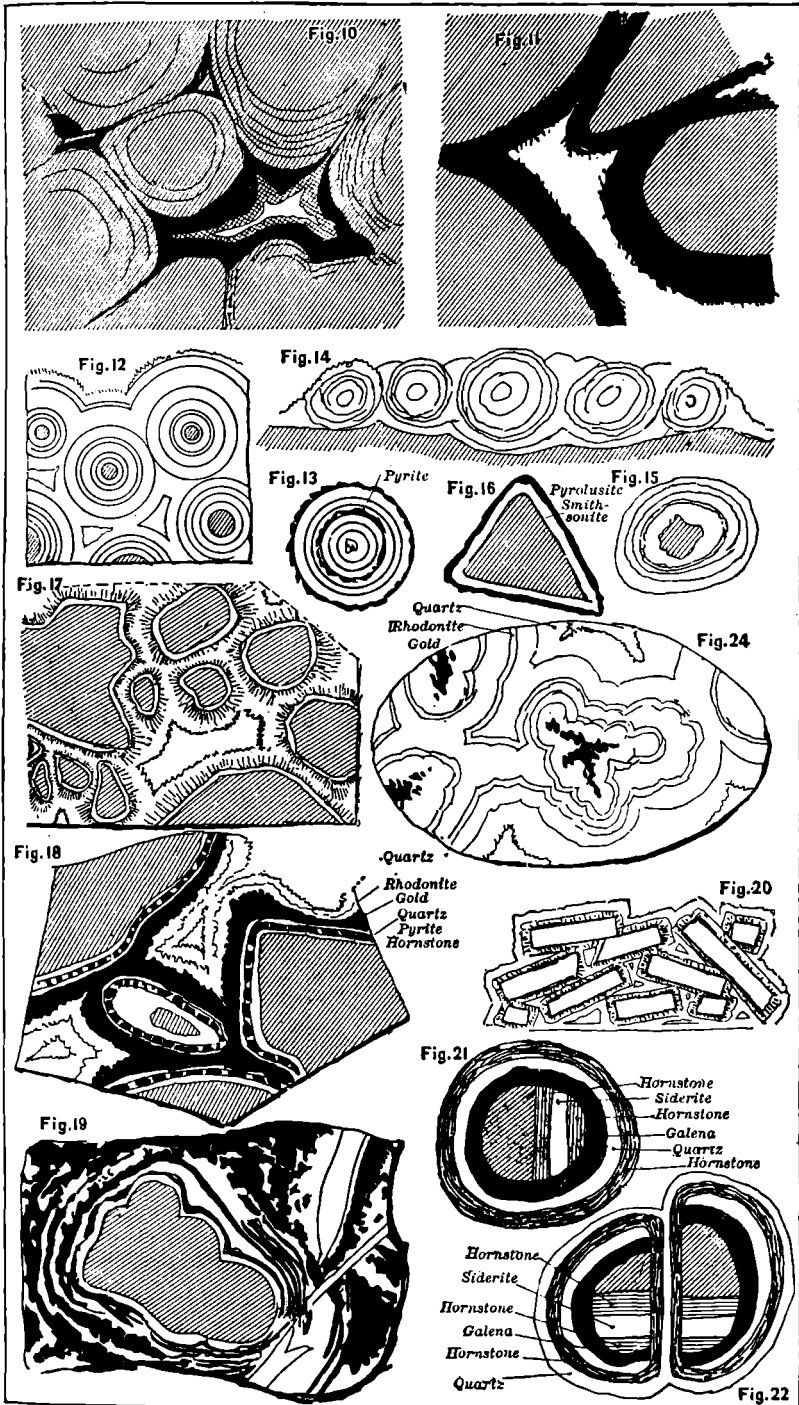 Fig.10
Fig.11
Fig.12
Fig.14
Fig.13
Pyrite
Fig.16
Pyrolusite
Smith-
sonite
Fig.15
Fig.17
Quartz
Rhodonite
Gold
Fig.24
Fig.18
Quartz
Rhodonite
Gold
Quartz
Pyrite
Hornstone
Fig.20
Fig.21
Hornstone
Siderite
Hornstone
Galena
Quartz
Hornstone
Fig.19
Hornstone
Siderite
Hornstone
Galena
Hornstone
Quartz
Fig.22